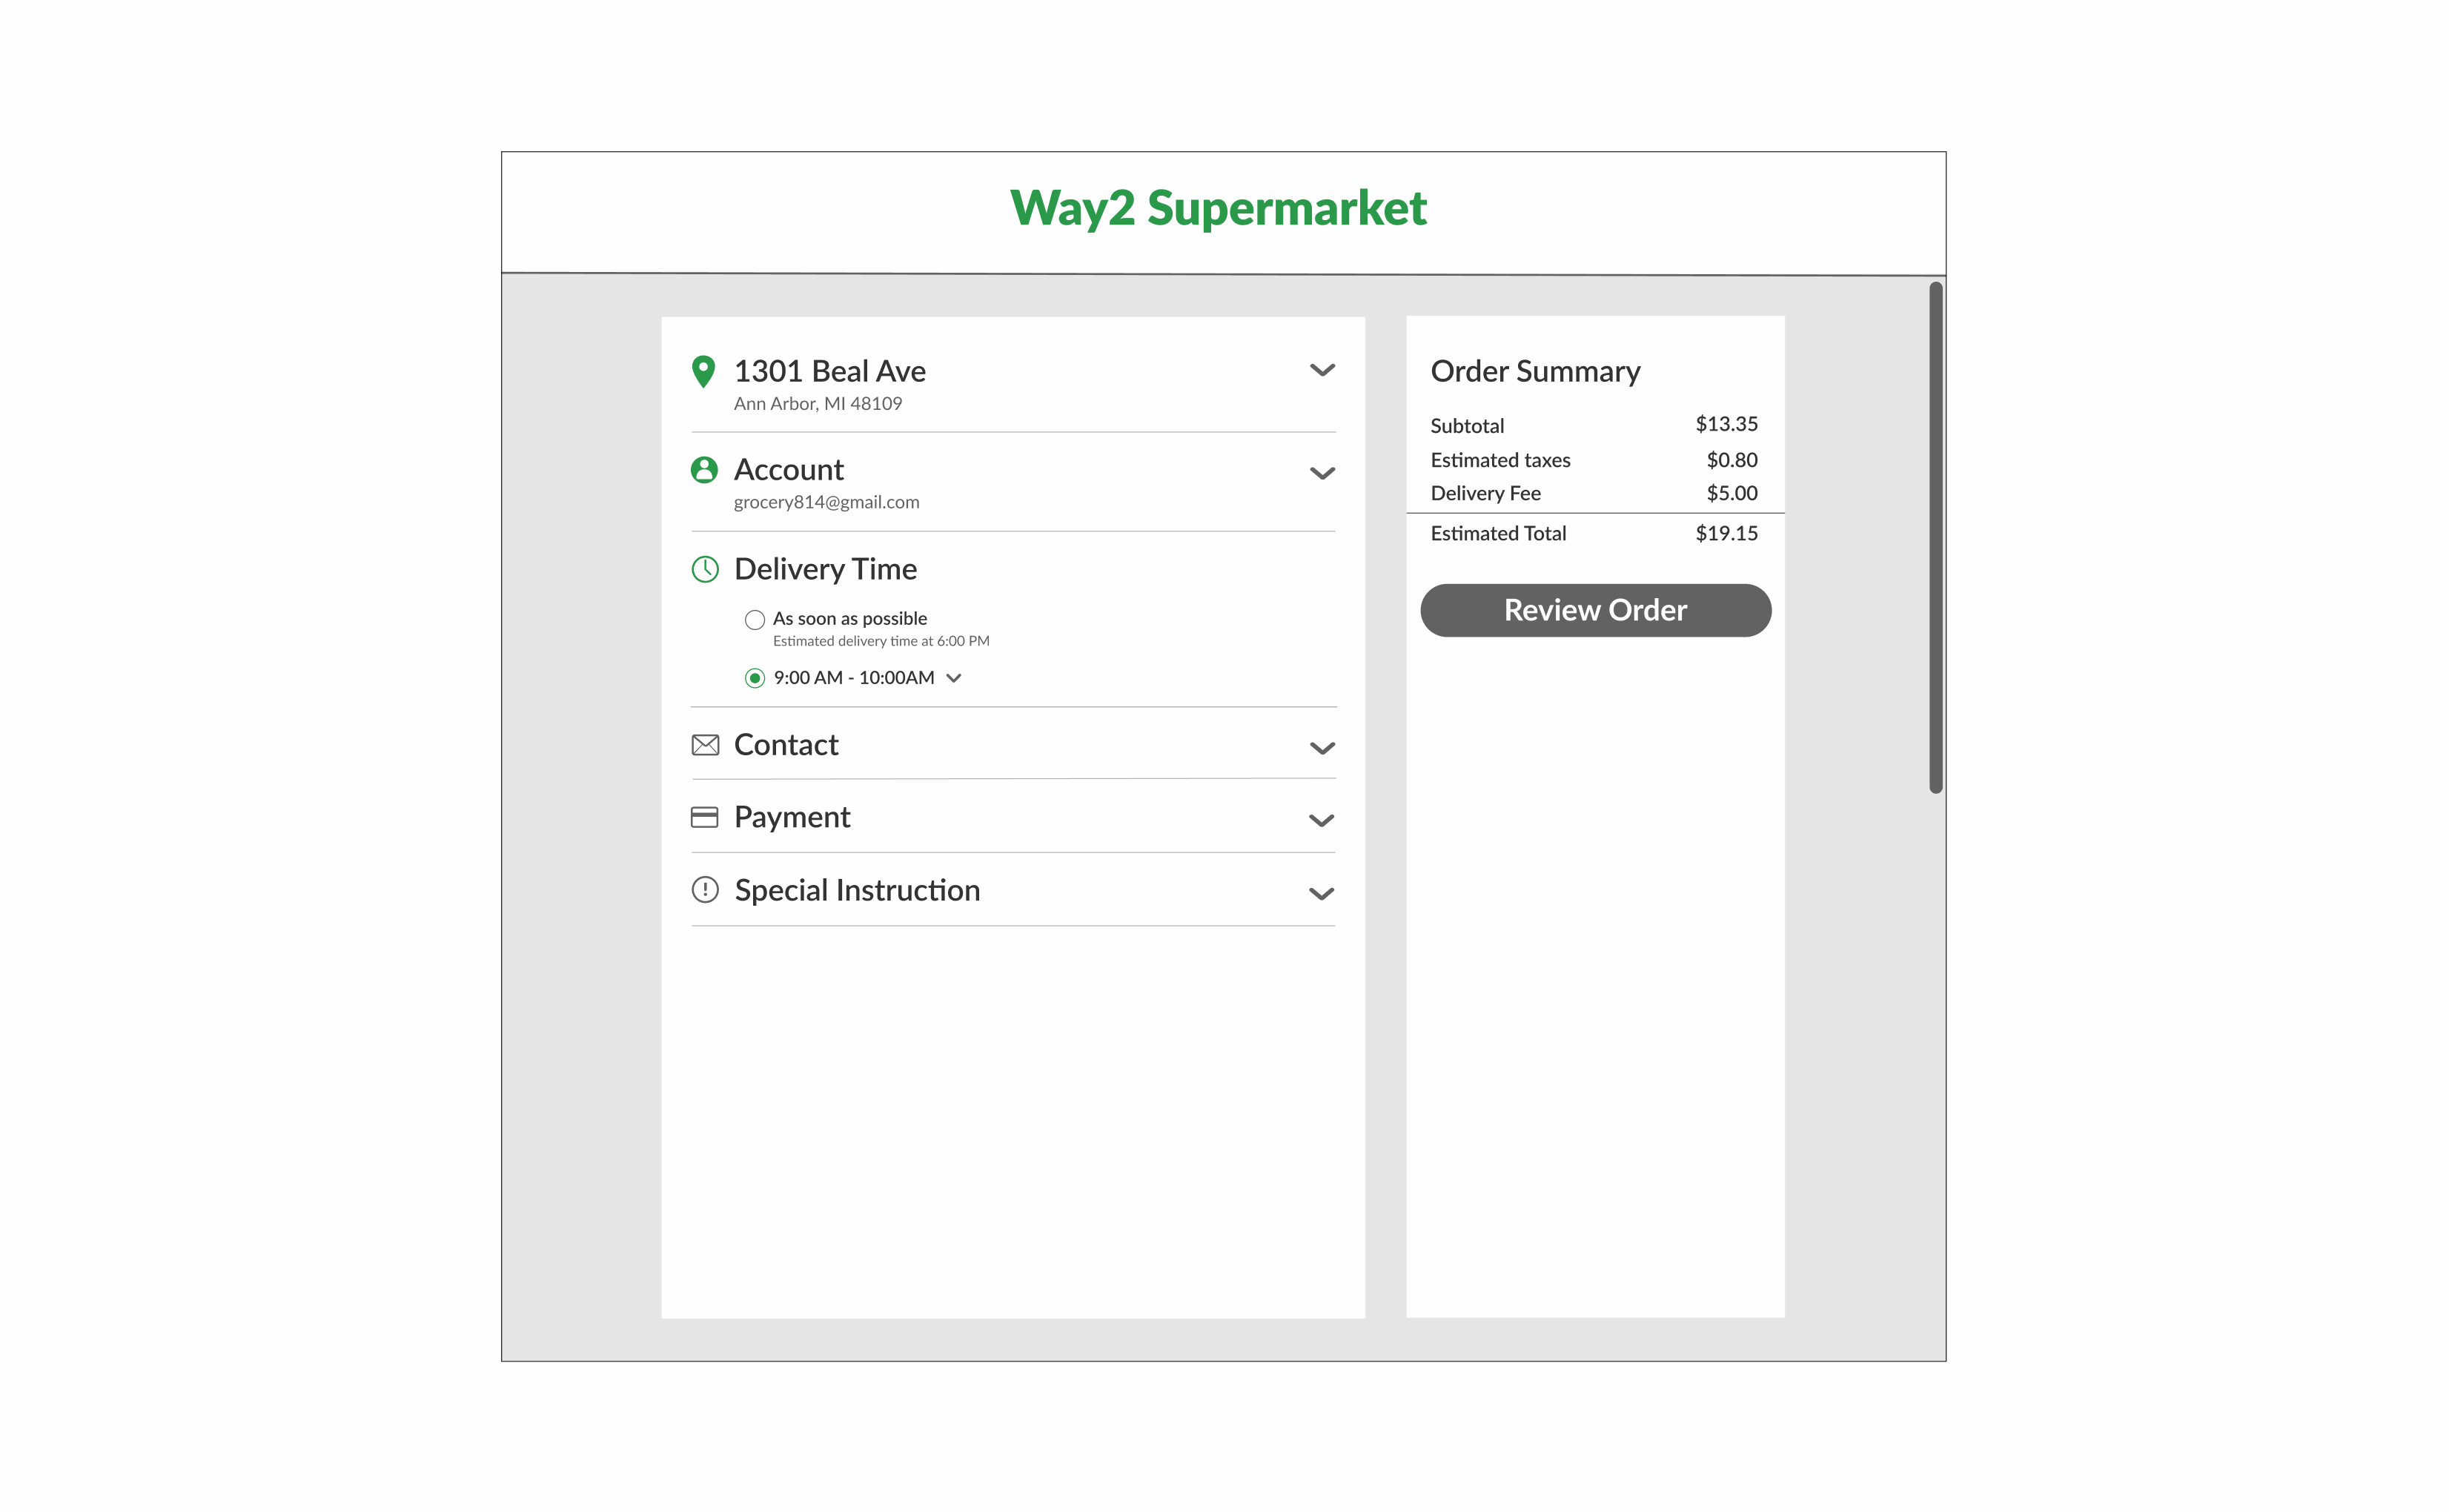 Way2 Supermarket
1301 Beal Ave
Ann Arbor, MI 48109
Account
grocery814@gmail.com
Delivery Time
As soon as possible
Estimated delivery time at 6:00 PM
9:00 AM - 10:00AM
Contact
Payment
Special Instruction
Order Summary
Subtotal $13.35
Estimated taxes $0.80
Delivery Fee $5.00
Estimated Total $19.15
Review Order